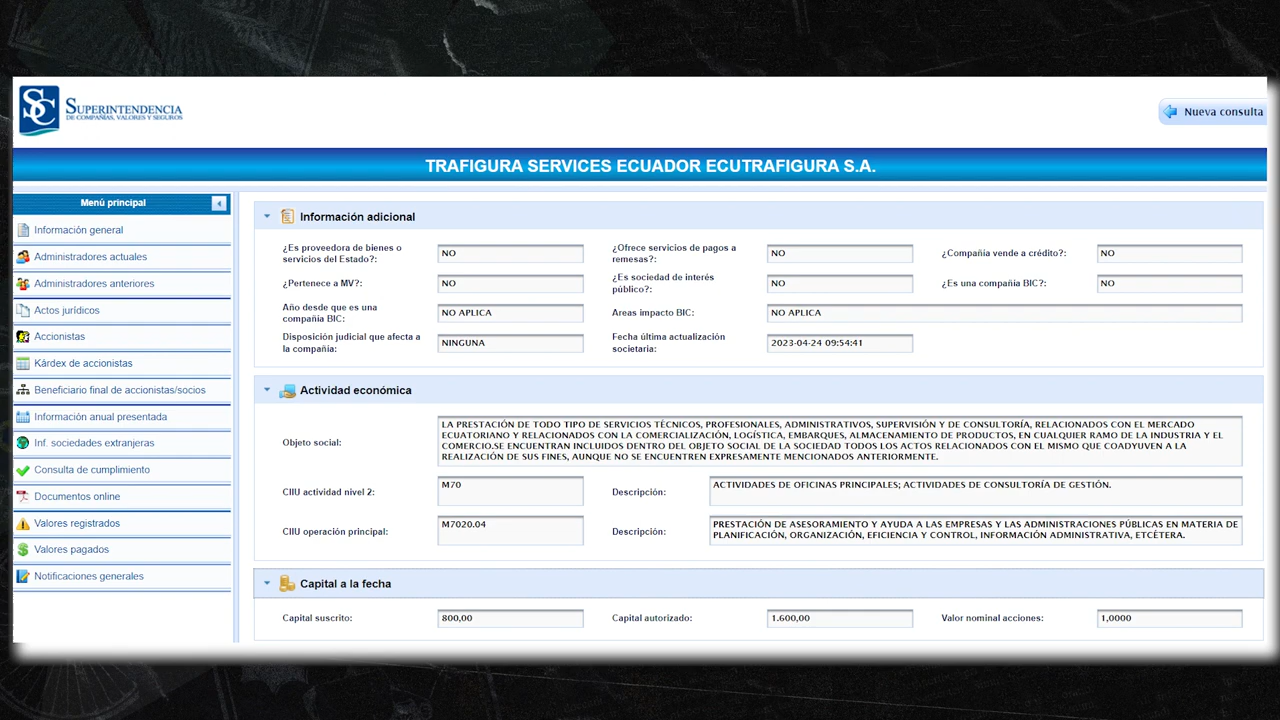 SC SUPERINTENDENCIA
DE COMPAÑÍAS, VALORES Y SEGUROS
Nueva consulta
TRAFIGURA SERVICES ECUADOR ECUTRAFIGURA S.A.
Menú principal
Información general
Administradores actuales
Administradores anteriores
Actos jurídicos
Accionistas
Kárdex de accionistas
Beneficiario final de accionistas/socios
Información anual presentada
Inf. sociedades extranjeras
Consulta de cumplimiento
Documentos online
Valores registrados
Valores pagados
Notificaciones generales
Información adicional
¿Es proveedora de bienes o
servicios del Estado?:
NO
¿Ofrece servicios de pagos a
remesas?:
NO
¿Compañía vende a crédito?:
NO
¿Pertenece a MV?:
NO
¿Es sociedad de interés
público?:
NO
¿Es una compañía BIC?:
NO
Año desde que es una
compañía BIC:
NO APLICA
Areas impacto BIC:
NO APLICA
Disposición judicial que afecta a
la compañía:
NINGUNA
Fecha última actualización
societaria:
2023-04-24 09:54:41
Actividad económica
Objeto social:
LA PRESTACIÓN DE TODO TIPO DE SERVICIOS TÉCNICOS, PROFESIONALES, ADMINISTRATIVOS, SUPERVISIÓN Y DE CONSULTORÍA, RELACIONADOS CON EL MERCADO
ECUATORIANO Y RELACIONADOS CON LA COMERCIALIZACIÓN, LOGÍSTICA, EMBARQUES, ALMACENAMIENTO DE PRODUCTOS, EN CUALQUIER RAMO DE LA INDUSTRIA Y EL
COMERCIO.SE ENCUENTRAN INCLUIDOS DENTRO DEL OBJETO SOCIAL DE LA SOCIEDAD TODOS LOS ACTOS RELACIONADOS CON EL MISMO QUE COADYUVEN A LA
REALIZACIÓN DE SUS FINES, AUNQUE NO SE ENCUENTREN EXPRESAMENTE MENCIONADOS ANTERIORMENTE.
CIIU actividad nivel 2:
M70
Descripción:
ACTIVIDADES DE OFICINAS PRINCIPALES; ACTIVIDADES DE CONSULTORÍA DE GESTIÓN.
CIIU operación principal:
M7020.04
Descripción:
PRESTACIÓN DE ASESORAMIENTO Y AYUDA A LAS EMPRESAS Y LAS ADMINISTRACIONES PÚBLICAS EN MATERIA DE
PLANIFICACIÓN, ORGANIZACIÓN, EFICIENCIA Y CONTROL, INFORMACIÓN ADMINISTRATIVA, ETCÉTERA.
Capital a la fecha
Capital suscrito:
800,00
Capital autorizado:
1.600,00
Valor nominal acciones:
1,0000